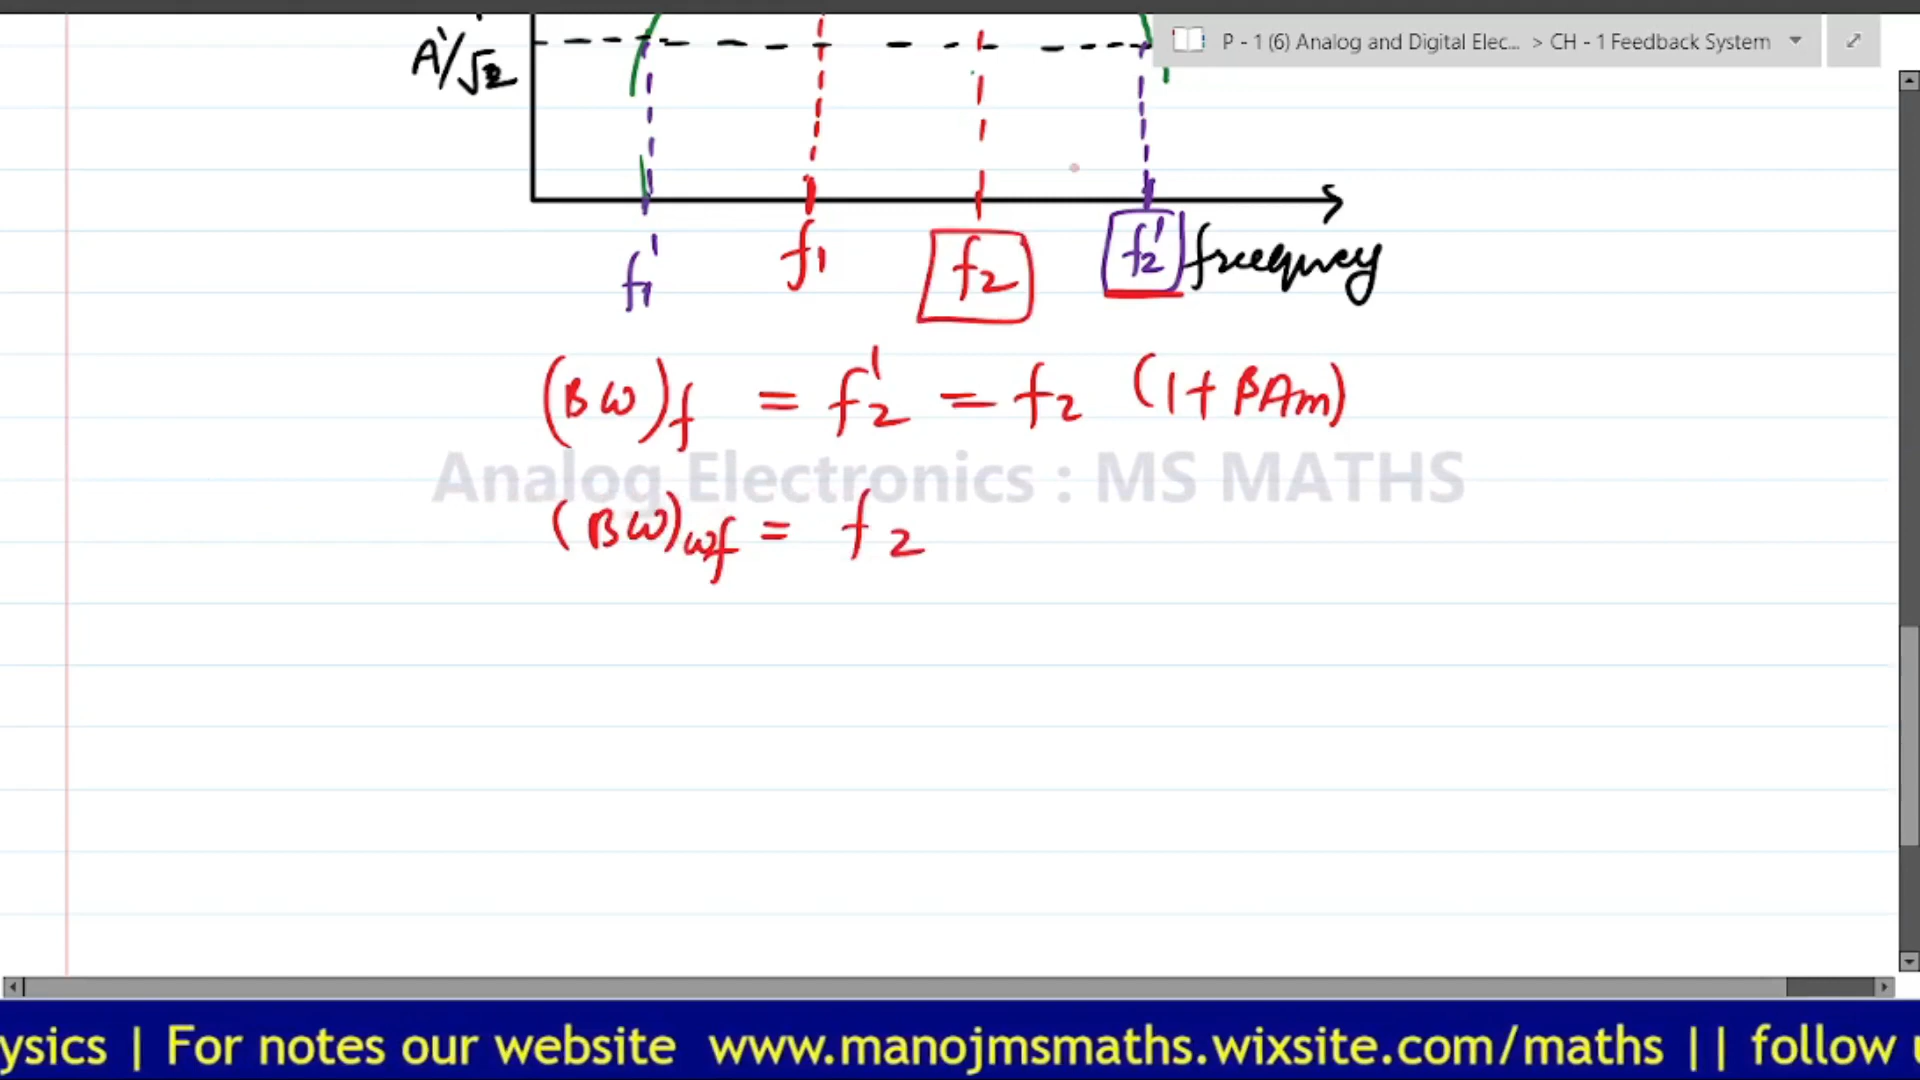 P - 1 (6) Analog and Digital Elec... > CH - 1 Feedback System
A'/√2
f1' f1 f2 f2' frequency
(BW)f = f2' = f2 (1+βAm)
Analog Electronics : MS MATHS
(BW)wf = f2
ysics | For notes our website www.manojmsmaths.wixsite.com/maths || follow